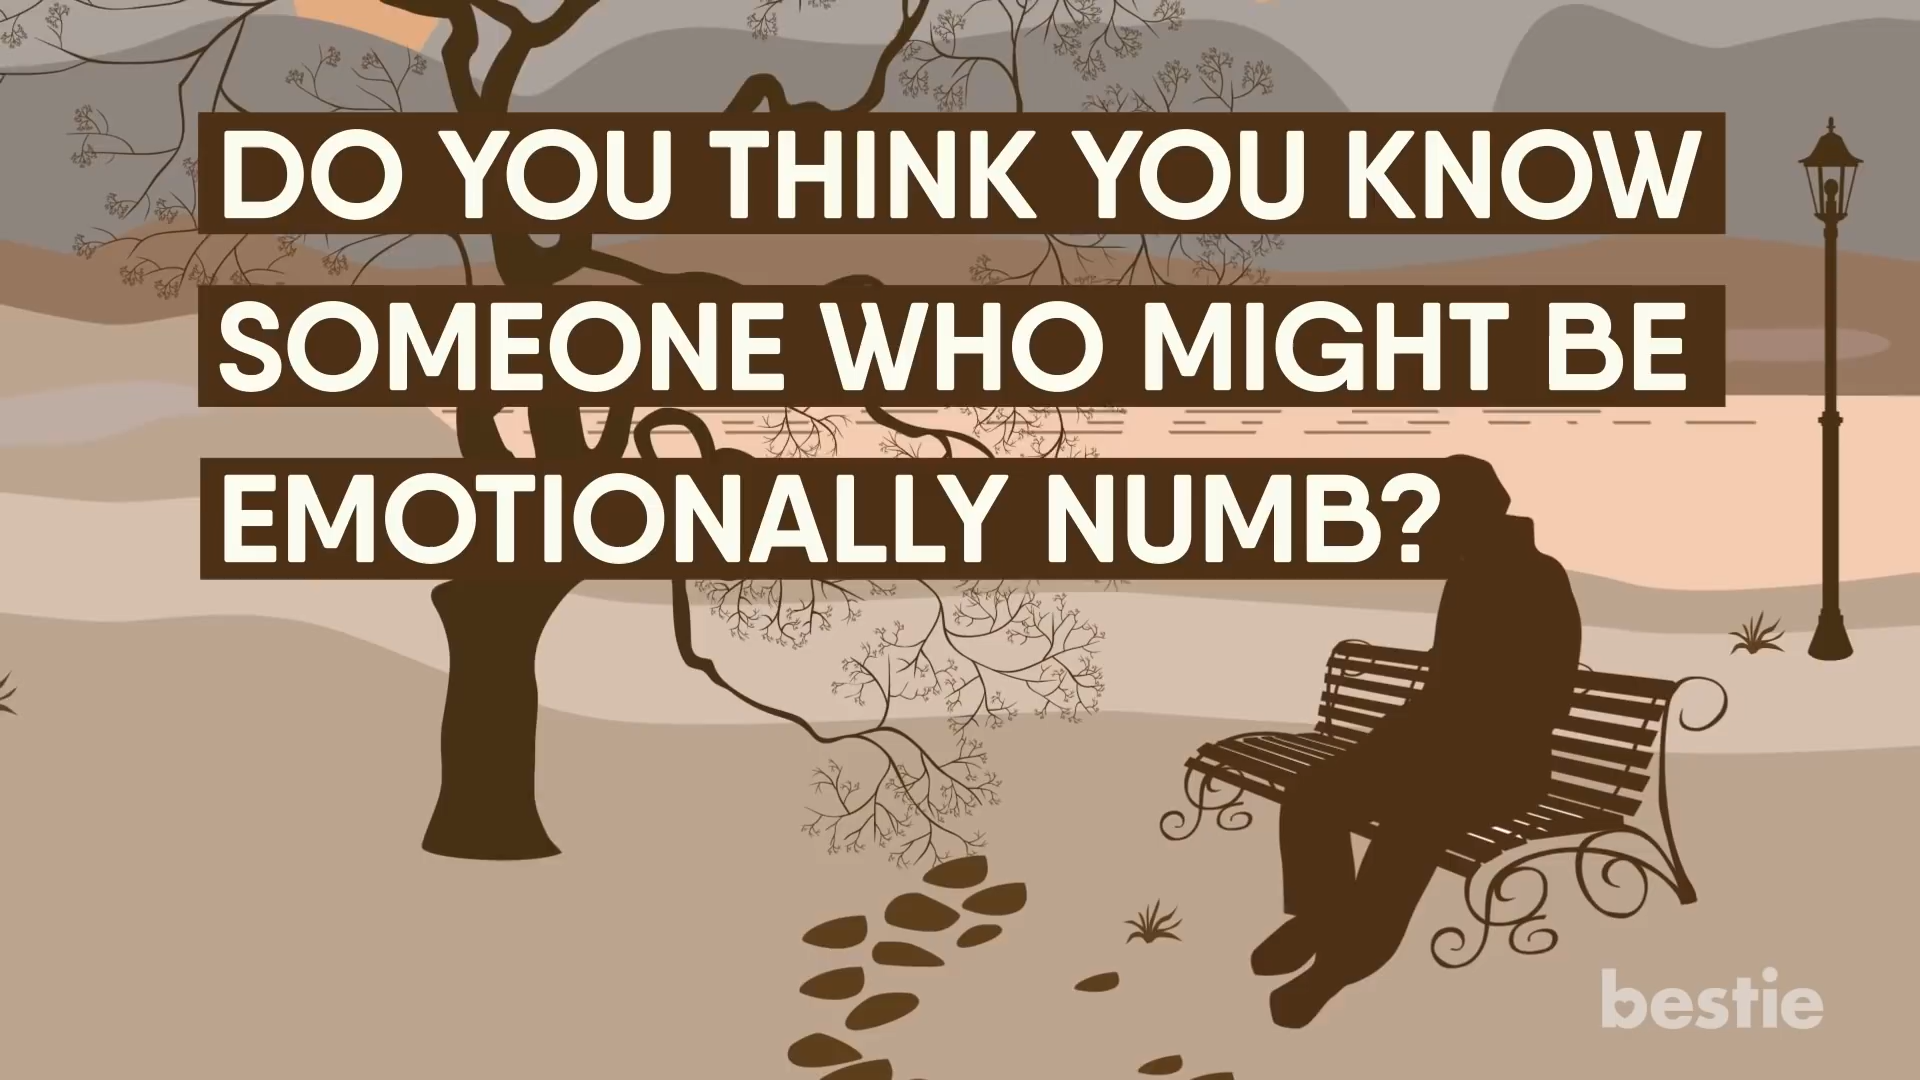 DO YOU THINK YOU KNOW
SOMEONE WHO MIGHT BE
EMOTIONALLY NUMB?
bestie